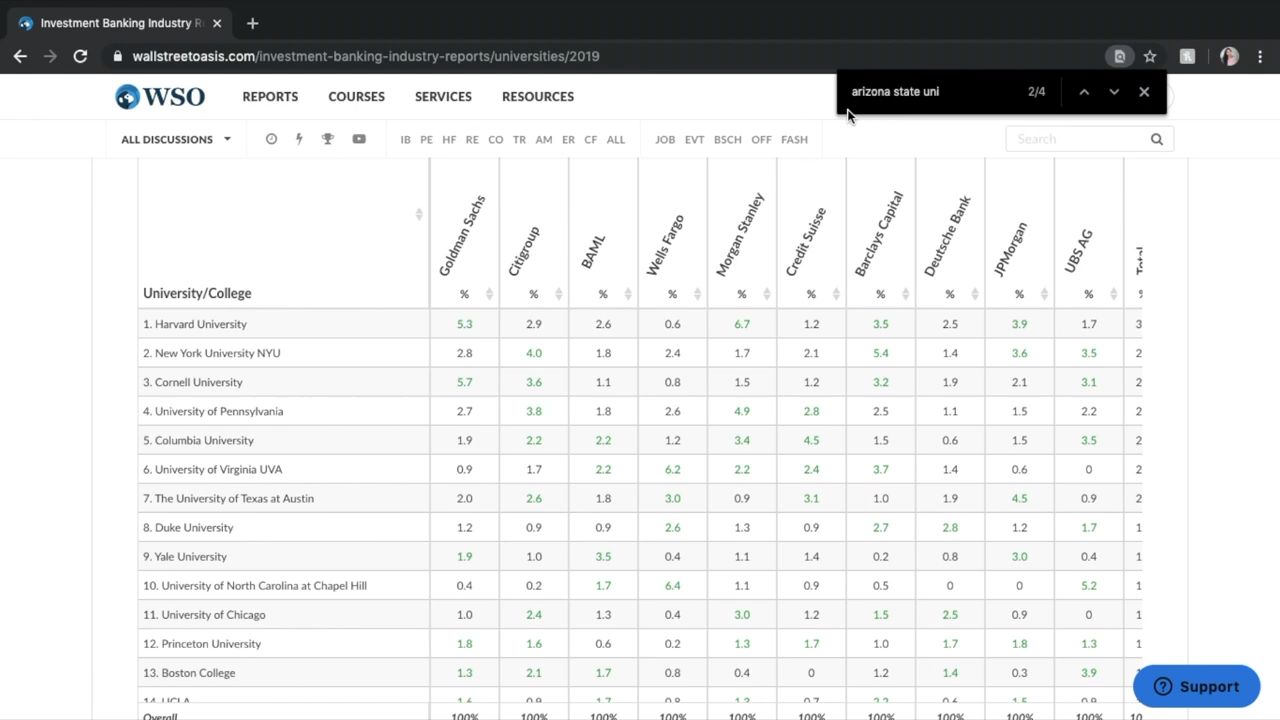 Investment Banking Industry R
wallstreetoasis.com/investment-banking-industry-reports/universities/2019
arizona state uni 2/4
WSO REPORTS COURSES SERVICES RESOURCES
ALL DISCUSSIONS IB PE HF RE CO TR AM ER CF ALL JOB EVT BSCH OFF FASH Search
University/College Goldman Sachs Citigroup BAML Wells Fargo Morgan Stanley Credit Suisse Barclays Capital Deutsche Bank JPMorgan UBS AG Total
% % % % % % % % % % %
1. Harvard University 5.3 2.9 2.6 0.6 6.7 1.2 3.5 2.5 3.9 1.7 3
2. New York University NYU 2.8 4.0 1.8 2.4 1.7 2.1 5.4 1.4 3.6 3.5 2
3. Cornell University 5.7 3.6 1.1 0.8 1.5 1.2 3.2 1.9 2.1 3.1 2
4. University of Pennsylvania 2.7 3.8 1.8 2.6 4.9 2.8 2.5 1.1 1.5 2.2 2
5. Columbia University 1.9 2.2 2.2 1.2 3.4 4.5 1.5 0.6 1.5 3.5 2
6. University of Virginia UVA 0.9 1.7 2.2 6.2 2.2 2.4 3.7 1.4 0.6 0 2
7. The University of Texas at Austin 2.0 2.6 1.8 3.0 0.9 3.1 1.0 1.9 4.5 0.9 2
8. Duke University 1.2 0.9 0.9 2.6 1.3 0.9 2.7 2.8 1.2 1.7 1
9. Yale University 1.9 1.0 3.5 0.4 1.1 1.4 0.2 0.8 3.0 0.4 1
10. University of North Carolina at Chapel Hill 0.4 0.2 1.7 6.4 1.1 0.9 0.5 0 0 5.2 1
11. University of Chicago 1.0 2.4 1.3 0.4 3.0 1.2 1.5 2.5 0.9 0 1
12. Princeton University 1.8 1.6 0.6 0.2 1.3 1.7 1.0 1.7 1.8 1.3 1
13. Boston College 1.3 2.1 1.7 0.8 0.4 0 1.2 1.4 0.3 3.9
14. UCLA
Overall 100% 100% 100% 100% 100% 100% 100% 100% 100% 100% 10
Support